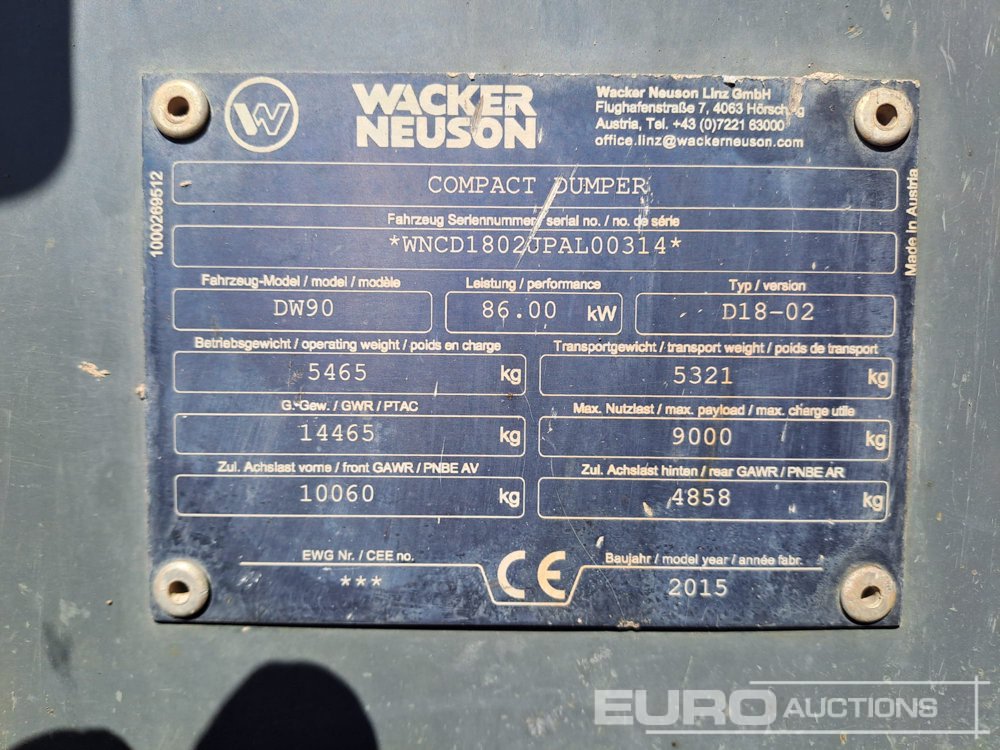 WACKER
NEUSON
Wacker Neuson Linz GmbH
Flughafenstraße 7, 4063 Hörsching
Austria, Tel. +43 (0)7221 63000
office.linz@wackerneuson.com
COMPACT DUMPER
1000269512
Made in Austria
Fahrzeug Seriennummer / serial no. / no. de série
*WNCD1802JPAL00314*
Fahrzeug-Model / model / modèle
Leistung / performance
Typ / version
DW90
86.00 kW
D18-02
Betriebsgewicht / operating weight / poids en charge
Transportgewicht / transport weight / poids de transport
5465 kg
5321 kg
G.-Gew. / GWR / PTAC
Max. Nutzlast / max. payload / max. charge utile
14465 kg
9000 kg
Zul. Achslast vorne / front GAWR / PNBE AV
Zul. Achslast hinten / rear GAWR / PNBE AR
10060 kg
4858 kg
EWG Nr. / CEE no.
CE
Baujahr / model year / année fabr.
***
2015
EURO AUCTIONS